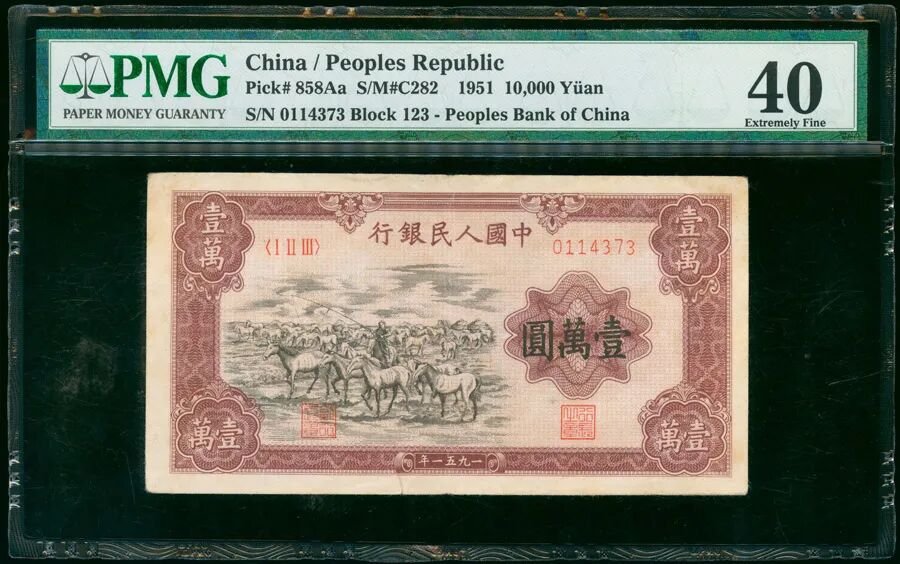 PMG
PAPER MONEY GUARANTY
China / Peoples Republic
Pick# 858Aa S/M#C282 1951 10,000 Yüan
S/N 0114373 Block 123 - Peoples Bank of China
40
Extremely Fine
壹萬
行銀民人國中
壹萬
〈I II III〉
0114373
圓萬壹
萬壹
萬壹
年一五九一